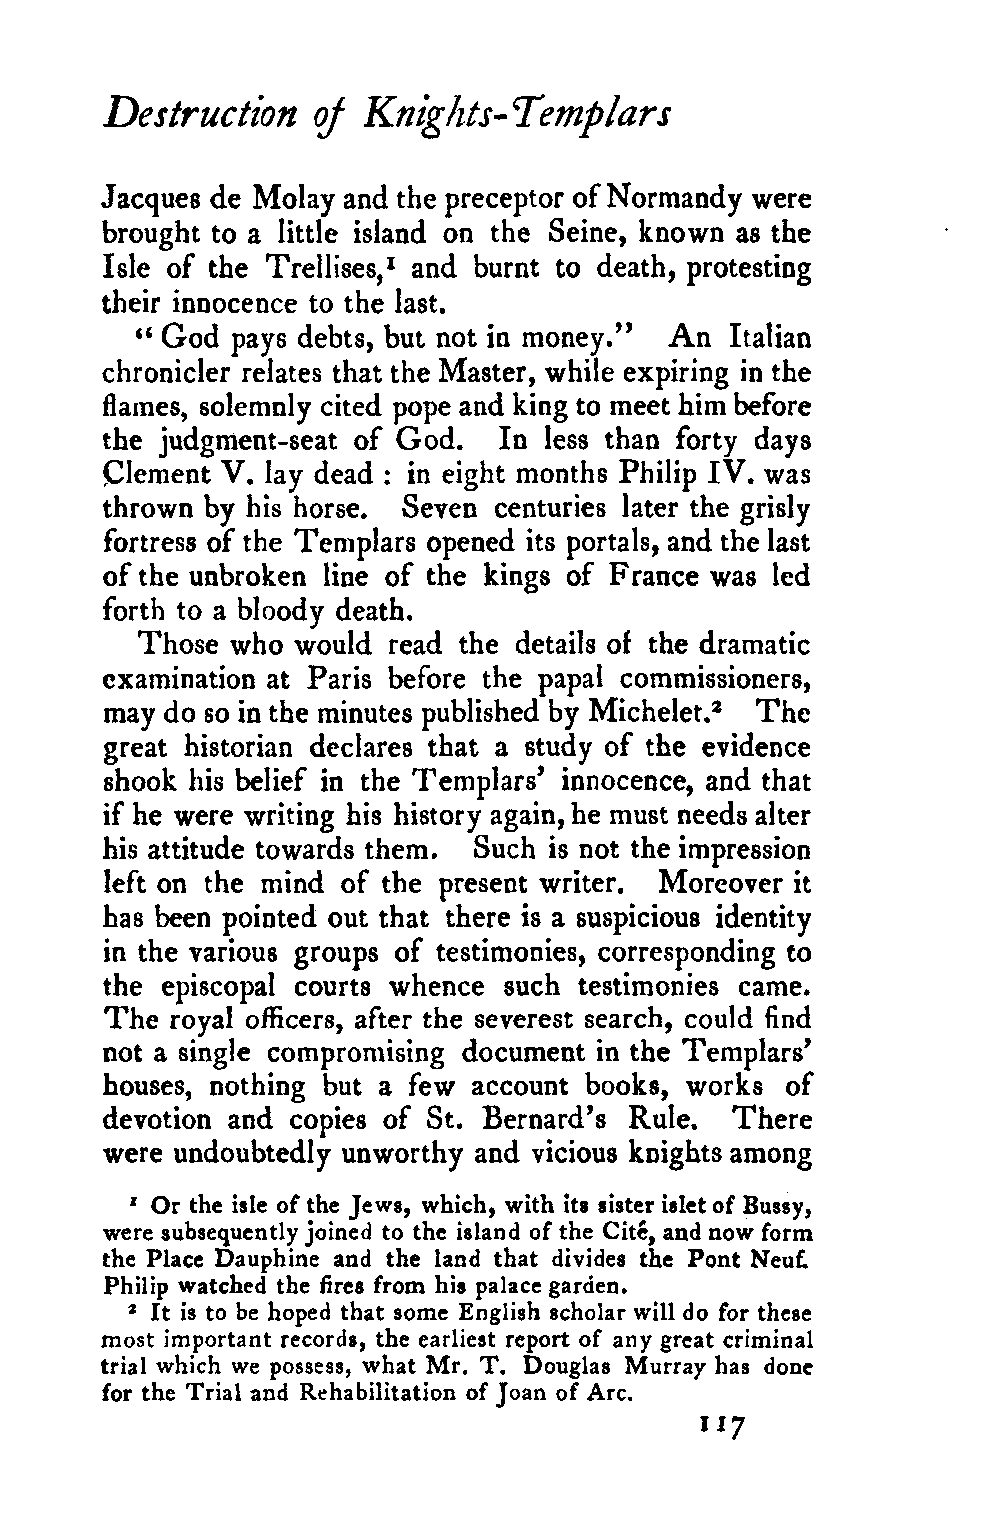 Destruction of Knights-Templars
Jacques de Molay and the preceptor of Normandy were
brought to a little island on the Seine, known as the
Isle of the Trellises,¹ and burnt to death, protesting
their innocence to the last.
“ God pays debts, but not in money.” An Italian
chronicler relates that the Master, while expiring in the
flames, solemnly cited pope and king to meet him before
the judgment-seat of God. In less than forty days
Clement V. lay dead : in eight months Philip IV. was
thrown by his horse. Seven centuries later the grisly
fortress of the Templars opened its portals, and the last
of the unbroken line of the kings of France was led
forth to a bloody death.
Those who would read the details of the dramatic
examination at Paris before the papal commissioners,
may do so in the minutes published by Michelet.² The
great historian declares that a study of the evidence
shook his belief in the Templars’ innocence, and that
if he were writing his history again, he must needs alter
his attitude towards them. Such is not the impression
left on the mind of the present writer. Moreover it
has been pointed out that there is a suspicious identity
in the various groups of testimonies, corresponding to
the episcopal courts whence such testimonies came.
The royal officers, after the severest search, could find
not a single compromising document in the Templars’
houses, nothing but a few account books, works of
devotion and copies of St. Bernard’s Rule. There
were undoubtedly unworthy and vicious knights among
¹ Or the isle of the Jews, which, with its sister islet of Bussy,
were subsequently joined to the island of the Cité, and now form
the Place Dauphine and the land that divides the Pont Neuf.
Philip watched the fires from his palace garden.
² It is to be hoped that some English scholar will do for these
most important records, the earliest report of any great criminal
trial which we possess, what Mr. T. Douglas Murray has done
for the Trial and Rehabilitation of Joan of Arc.
117